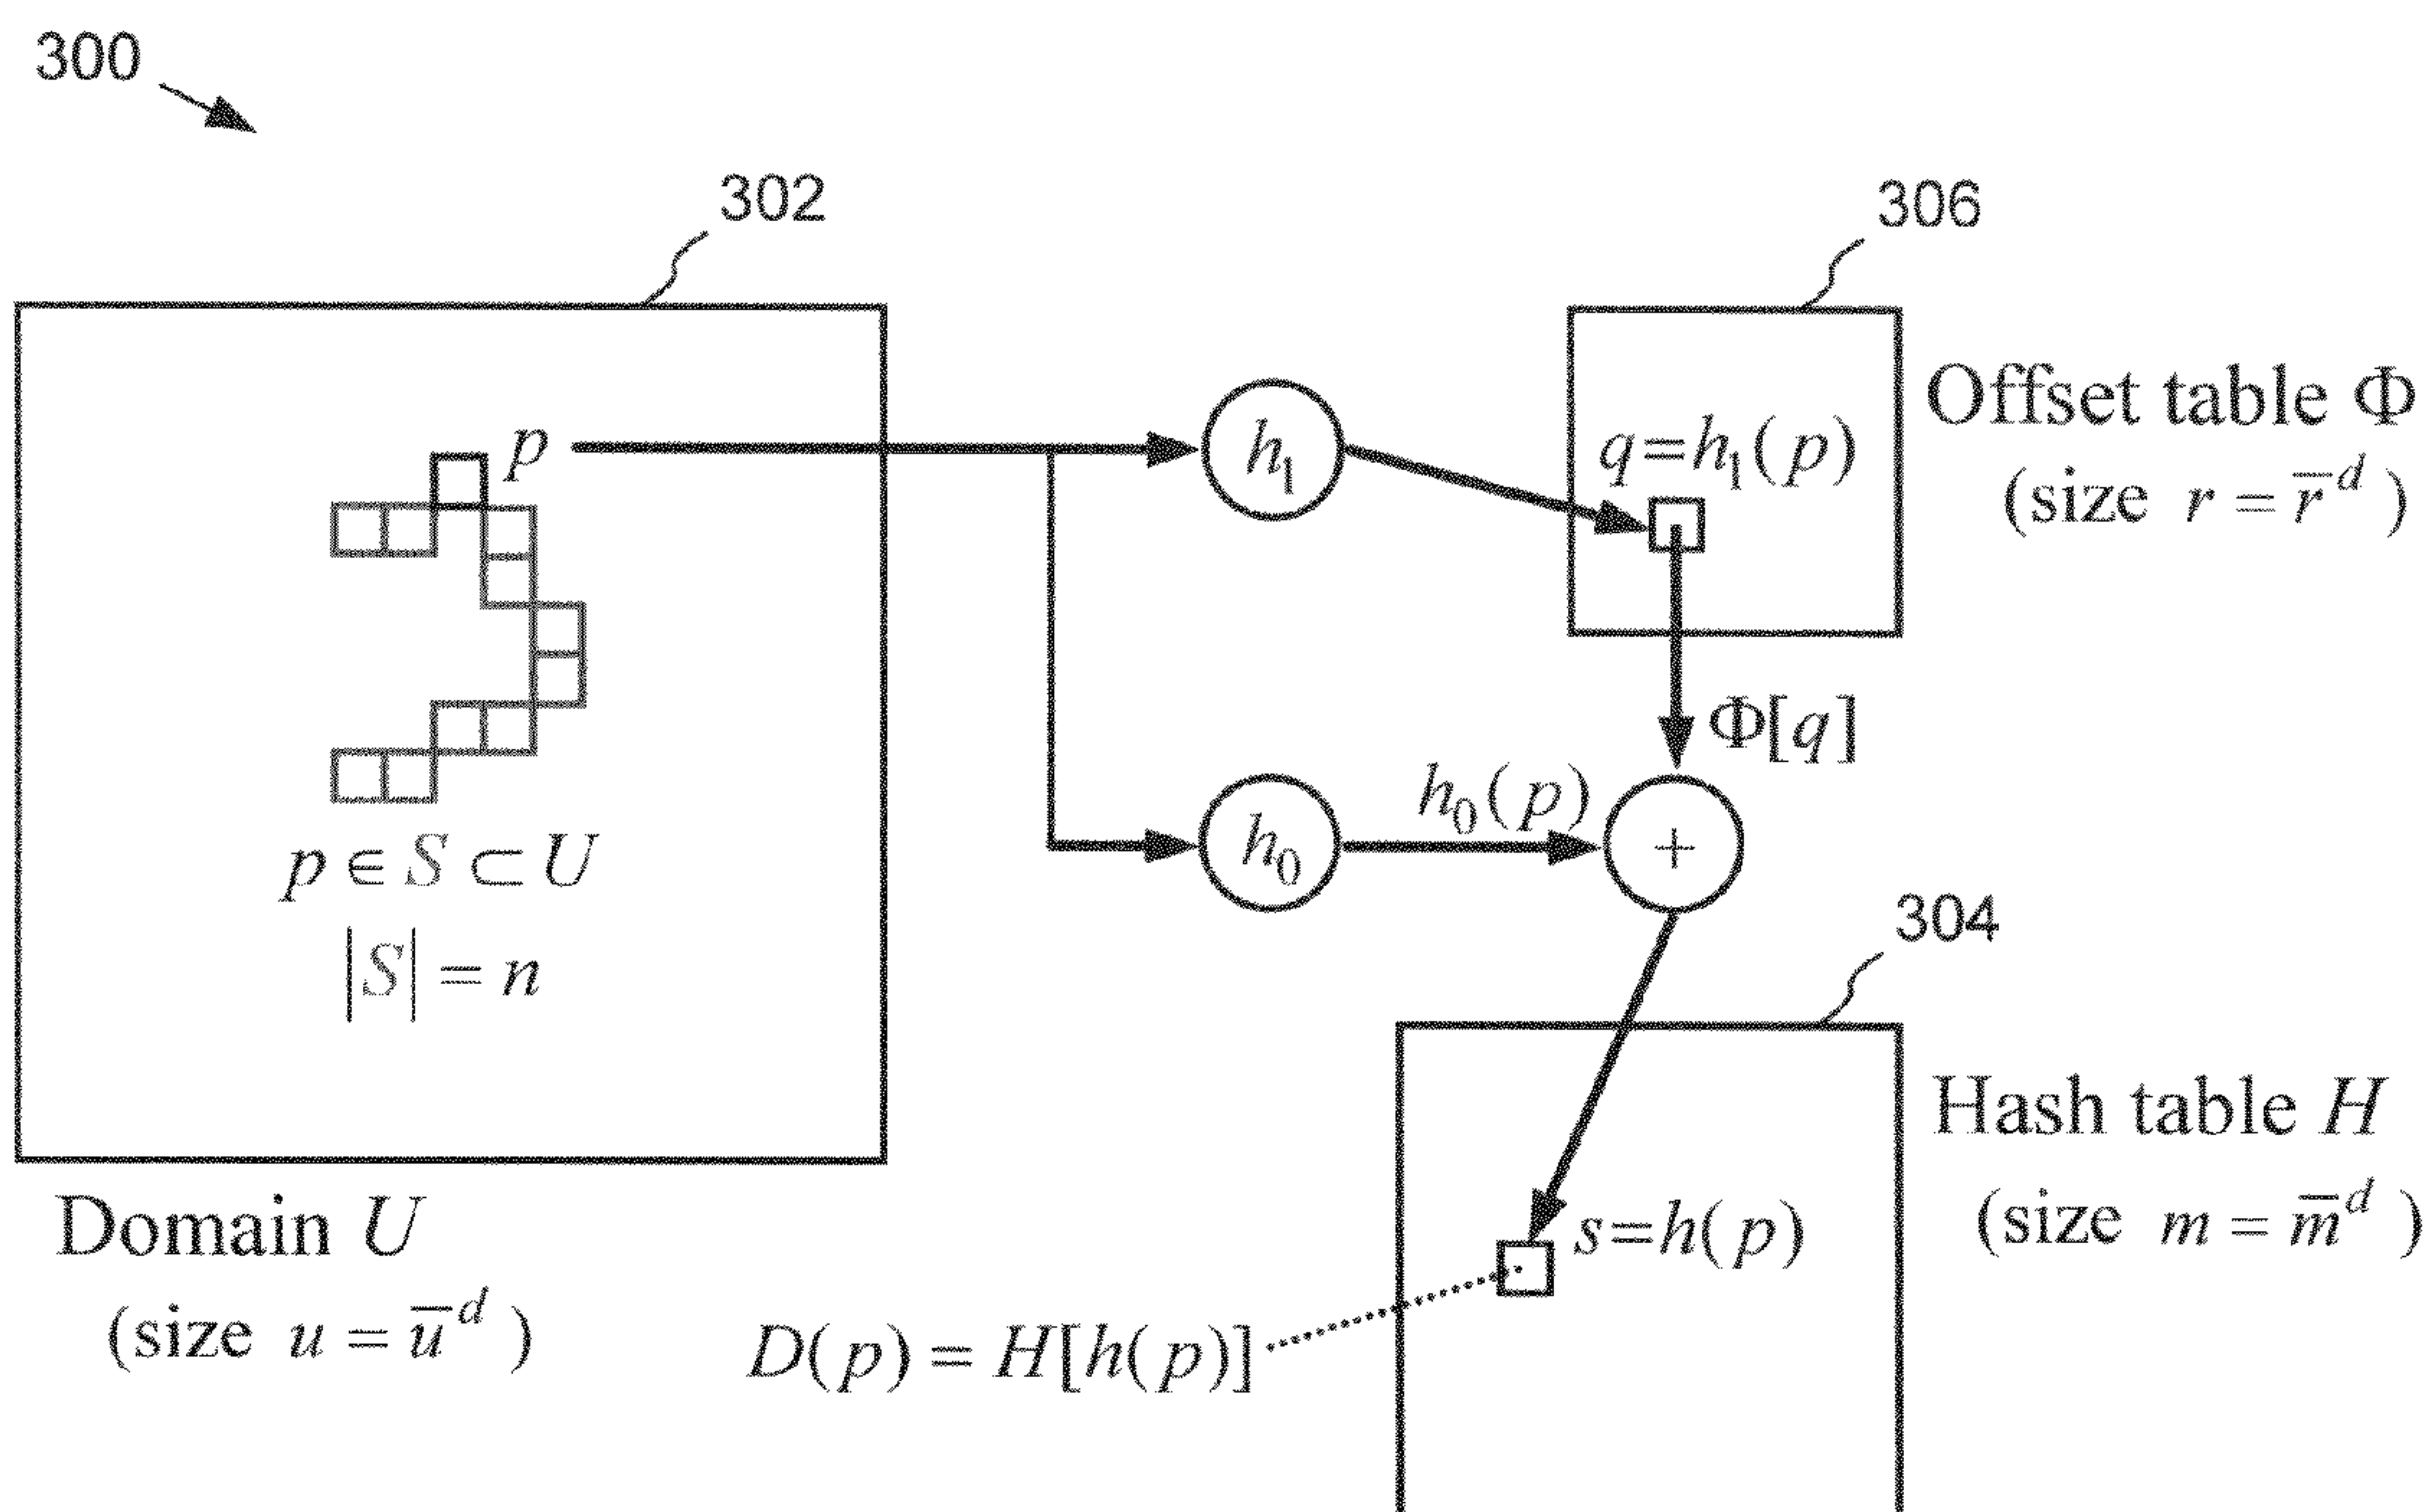 300
302
306
p
h₁
q=h₁(p)
Offset table Φ
(size r = r̅ᵈ )
Φ[q]
h₀
h₀(p)
+
p ∈ S ⊂ U
|S| = n
304
Domain U
(size u = u̅ᵈ )
Hash table H
(size m = m̅ᵈ )
s=h(p)
D(p) = H[h(p)]